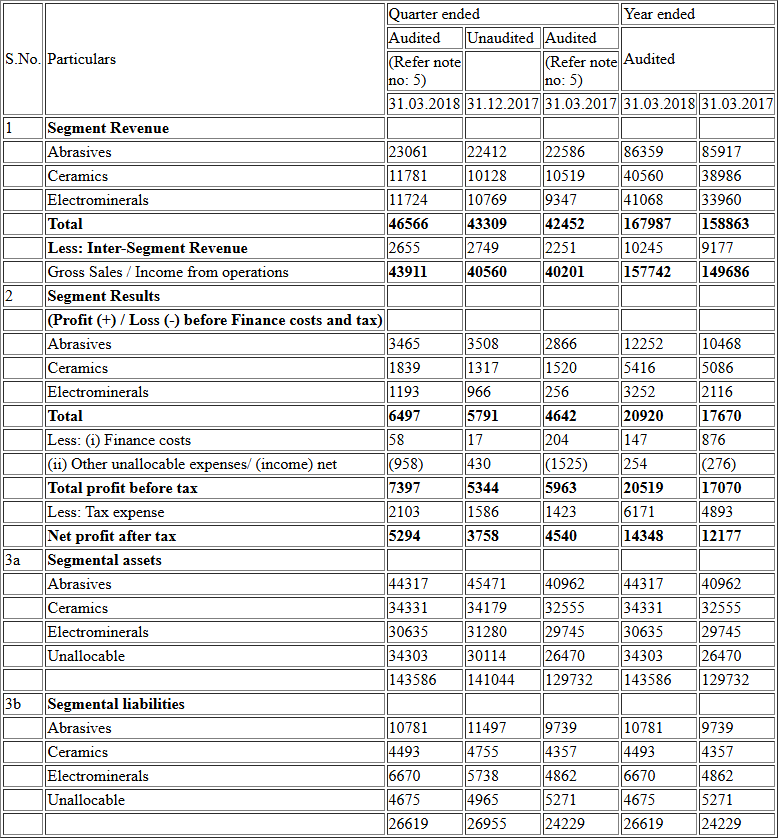 S.No. Particulars Quarter ended Year ended
Audited Unaudited Audited Audited
(Refer note no: 5) (Refer note no: 5)
31.03.2018 31.12.2017 31.03.2017 31.03.2018 31.03.2017
1 Segment Revenue
Abrasives 23061 22412 22586 86359 85917
Ceramics 11781 10128 10519 40560 38986
Electrominerals 11724 10769 9347 41068 33960
Total 46566 43309 42452 167987 158863
Less: Inter-Segment Revenue 2655 2749 2251 10245 9177
Gross Sales / Income from operations 43911 40560 40201 157742 149686
2 Segment Results
(Profit (+) / Loss (-) before Finance costs and tax)
Abrasives 3465 3508 2866 12252 10468
Ceramics 1839 1317 1520 5416 5086
Electrominerals 1193 966 256 3252 2116
Total 6497 5791 4642 20920 17670
Less: (i) Finance costs 58 17 204 147 876
(ii) Other unallocable expenses/ (income) net (958) 430 (1525) 254 (276)
Total profit before tax 7397 5344 5963 20519 17070
Less: Tax expense 2103 1586 1423 6171 4893
Net profit after tax 5294 3758 4540 14348 12177
3a Segmental assets
Abrasives 44317 45471 40962 44317 40962
Ceramics 34331 34179 32555 34331 32555
Electrominerals 30635 31280 29745 30635 29745
Unallocable 34303 30114 26470 34303 26470
143586 141044 129732 143586 129732
3b Segmental liabilities
Abrasives 10781 11497 9739 10781 9739
Ceramics 4493 4755 4357 4493 4357
Electrominerals 6670 5738 4862 6670 4862
Unallocable 4675 4965 5271 4675 5271
26619 26955 24229 26619 24229